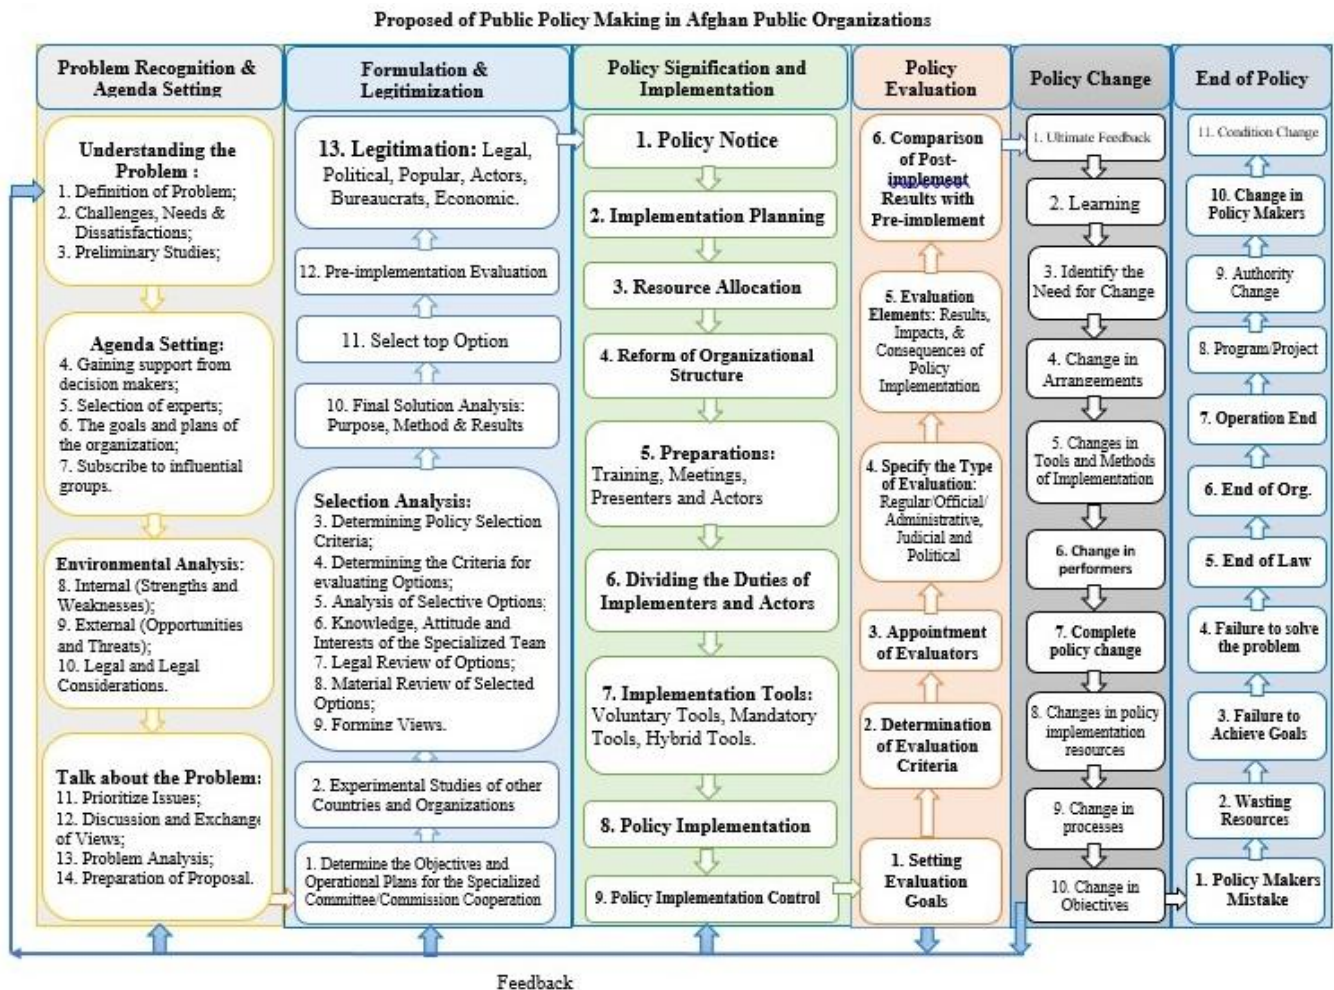 Proposed of Public Policy Making in Afghan Public Organizations
Problem Recognition &
Agenda Setting
Understanding the
Problem :
1. Definition of Problem;
2. Challenges, Needs &
Dissatisfactions;
3. Preliminary Studies;
Agenda Setting:
4. Gaining support from
decision makers;
5. Selection of experts;
6. The goals and plans of
the organization;
7. Subscribe to influential
groups.
Environmental Analysis:
8. Internal (Strengths and
Weaknesses);
9. External (Opportunities
and Threats);
10. Legal and Legal
Considerations.
Talk about the Problem:
11. Prioritize Issues;
12. Discussion and Exchange
of Views;
13. Problem Analysis;
14. Preparation of Proposal.
Formulation &
Legitimization
13. Legitimation: Legal,
Political, Popular, Actors,
Bureaucrats, Economic.
12. Pre-implementation Evaluation
11. Select top Option
10. Final Solution Analysis:
Purpose, Method & Results
Selection Analysis:
3. Determining Policy Selection
Criteria;
4. Determining the Criteria for
evaluating Options;
5. Analysis of Selective Options;
6. Knowledge, Attitude and
Interests of the Specialized Team
7. Legal Review of Options;
8. Material Review of Selected
Options;
9. Forming Views.
2. Experimental Studies of other
Countries and Organizations
1. Determine the Objectives and
Operational Plans for the Specialized
Committee/Commission Cooperation
Policy Signification and
Implementation
1. Policy Notice
2. Implementation Planning
3. Resource Allocation
4. Reform of Organizational
Structure
5. Preparations:
Training, Meetings,
Presenters and Actors
6. Dividing the Duties of
Implementers and Actors
7. Implementation Tools:
Voluntary Tools, Mandatory
Tools, Hybrid Tools.
8. Policy Implementation
9. Policy Implementation Control
Policy
Evaluation
6. Comparison
of Post-
implement
Results with
Pre-implement
5. Evaluation
Elements: Results,
Impacts, &
Consequences of
Policy
Implementation
4. Specify the Type
of Evaluation:
Regular/Official/
Administrative,
Judicial and
Political
3. Appointment
of Evaluators
2. Determination
of Evaluation
Criteria
1. Setting
Evaluation
Goals
Policy Change
1. Ultimate Feedback
2. Learning
3. Identify the
Need for Change
4. Change in
Arrangements
5. Changes in
Tools and Methods
of Implementation
6. Change in
performers
7. Complete
policy change
8. Changes in policy
implementation
resources
9. Change in
processes
10. Change in
Objectives
End of Policy
11. Condition Change
10. Change in
Policy Makers
9. Authority
Change
8. Program/Project
7. Operation End
6. End of Org.
5. End of Law
4. Failure to solve
the problem
3. Failure to
Achieve Goals
2. Wasting
Resources
1. Policy Makers
Mistake
Feedback